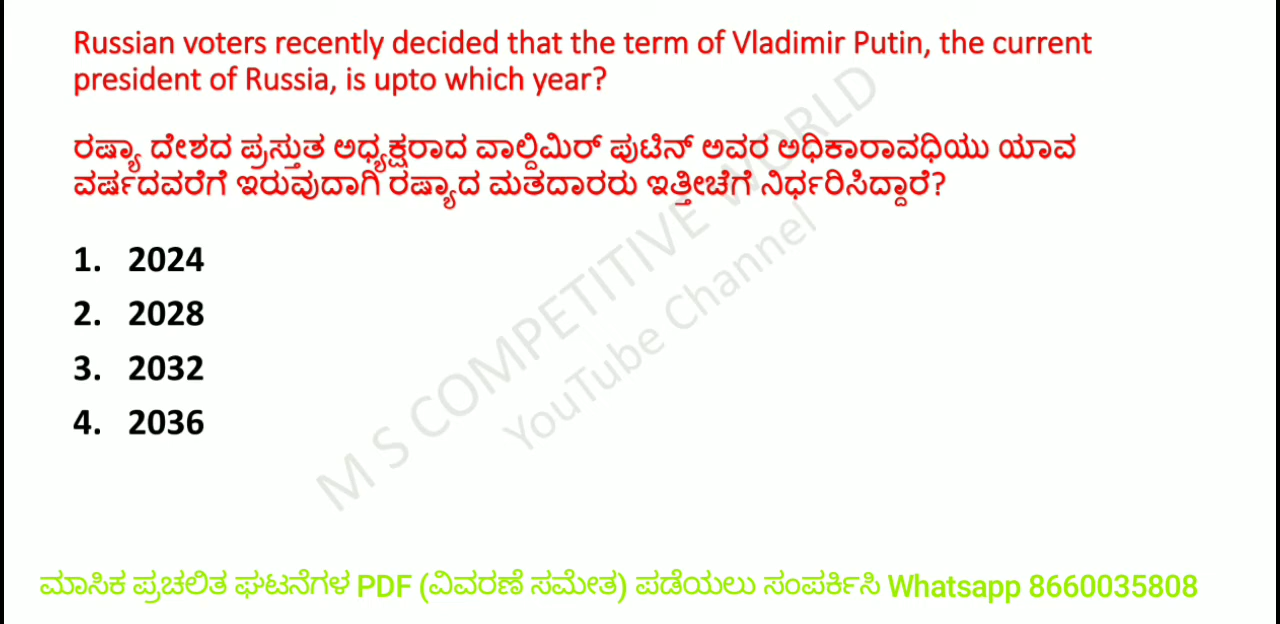 Russian voters recently decided that the term of Vladimir Putin, the current
president of Russia, is upto which year?
ರಷ್ಯಾ ದೇಶದ ಪ್ರಸ್ತುತ ಅಧ್ಯಕ್ಷರಾದ ವಾಲ್ದಿಮಿರ್ ಪುಟಿನ್ ಅವರ ಅಧಿಕಾರಾವಧಿಯು ಯಾವ
ವರ್ಷದವರೆಗೆ ಇರುವುದಾಗಿ ರಷ್ಯಾದ ಮತದಾರರು ಇತ್ತೀಚೆಗೆ ನಿರ್ಧರಿಸಿದ್ದಾರೆ?
1. 2024
2. 2028
3. 2032
4. 2036
M S COMPETITIVE WORLD
YouTube Channel
ಮಾಸಿಕ ಪ್ರಚಲಿತ ಘಟನೆಗಳ PDF (ವಿವರಣೆ ಸಮೇತ) ಪಡೆಯಲು ಸಂಪರ್ಕಿಸಿ Whatsapp 8660035808